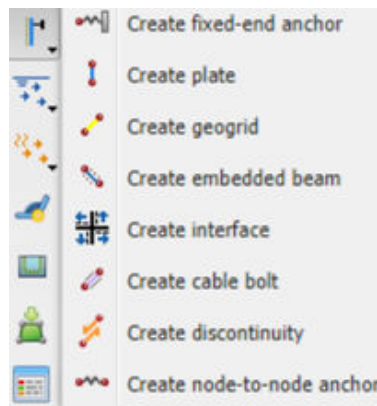 Create fixed-end anchor
Create plate
Create geogrid
Create embedded beam
Create interface
Create cable bolt
Create discontinuity
Create node-to-node anchor